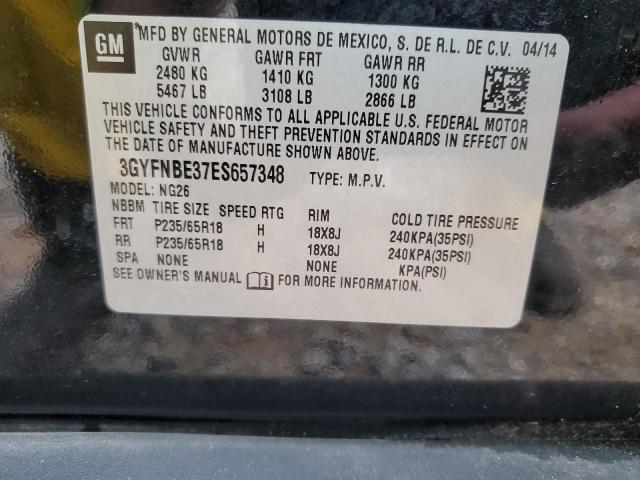 GM
*MFD BY GENERAL MOTORS DE MEXICO, S. DE R.L. DE C.V. 04/14
GVWR GAWR FRT GAWR RR
2480 KG 1410 KG 1300 KG
5467 LB 3108 LB 2866 LB
THIS VEHICLE CONFORMS TO ALL APPLICABLE U.S. FEDERAL MOTOR
VEHICLE SAFETY AND THEFT PREVENTION STANDARDS IN EFFECT ON
THE DATE OF MANUFACTURE SHOWN ABOVE.
3GYFNBE37ES657348 TYPE: M.P.V.
MODEL: NG26
NBBM TIRE SIZE SPEED RTG RIM COLD TIRE PRESSURE
FRT P235/65R18 H 18X8J 240KPA(35PSI)
RR P235/65R18 H 18X8J 240KPA(35PSI)
SPA NONE NONE KPA(PSI)
SEE OWNER'S MANUAL FOR MORE INFORMATION.